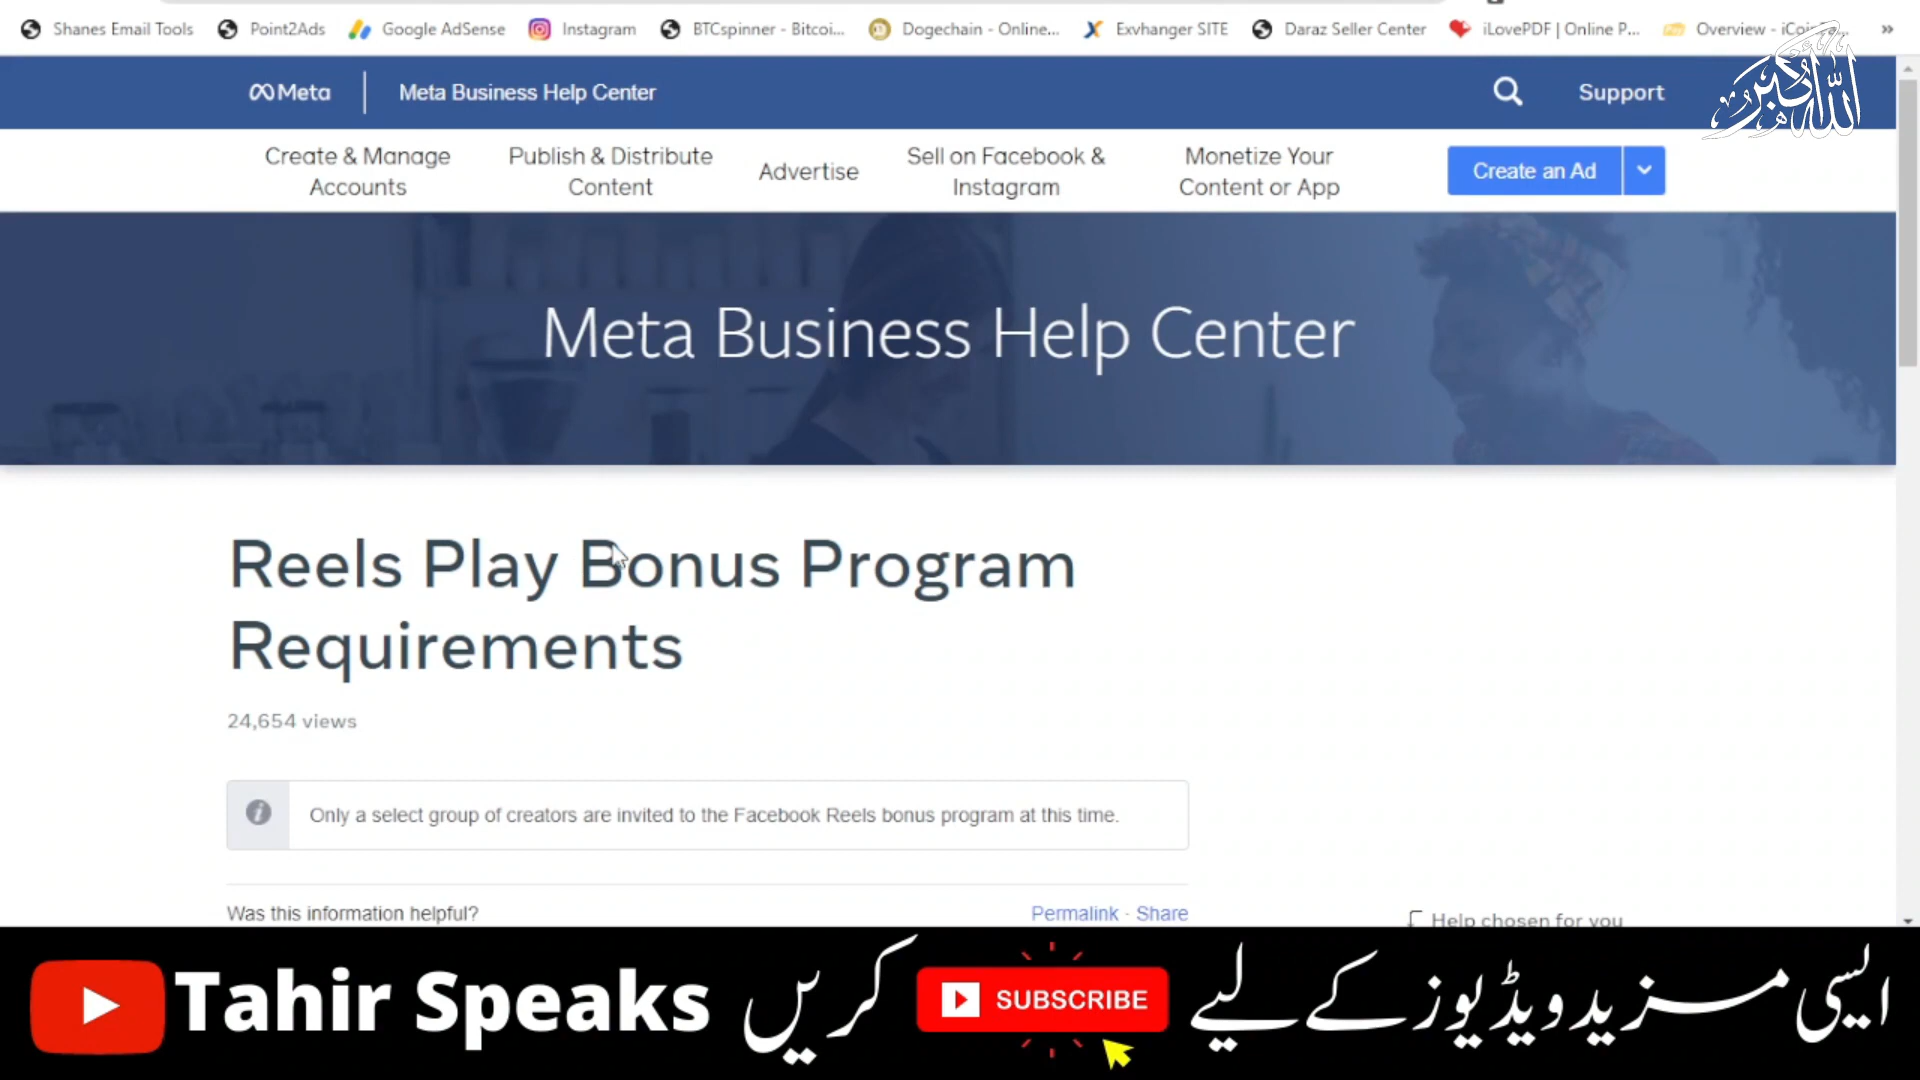 Shanes Email Tools Point2Ads Google AdSense Instagram BTCspinner - Bitcoi... Dogechain - Online... Exvhanger SITE Daraz Seller Center iLovePDF | Online P... Overview - »
الله أكبر
Meta Meta Business Help Center Support
Create & Manage Accounts
Publish & Distribute Content
Advertise
Sell on Facebook & Instagram
Monetize Your Content or App
Create an Ad
Meta Business Help Center
Reels Play Bonus Program
Requirements
24,654 views
Only a select group of creators are invited to the Facebook Reels bonus program at this time.
Was this information helpful? Permalink · Share
Help chosen for you
ایسی مزید ویڈیوز کے لیے SUBSCRIBE کریں Tahir Speaks